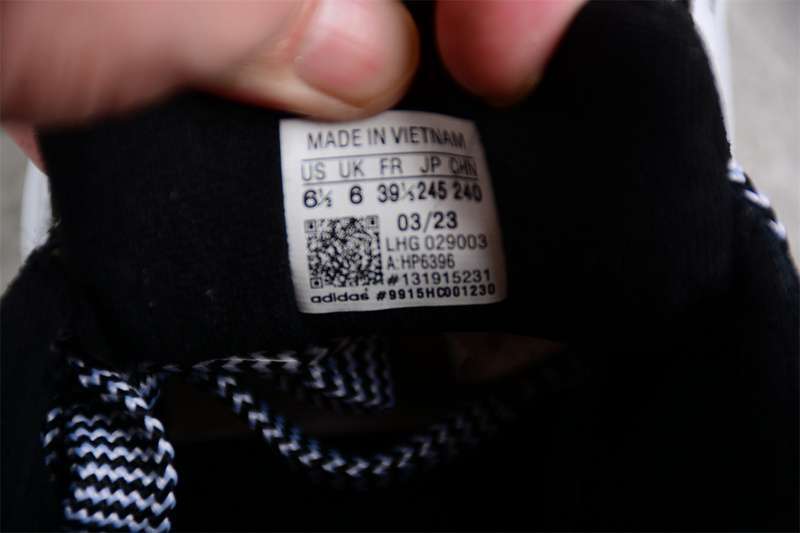 MADE IN VIETNAM
US UK FR JP CHN
6½ 6 39⅓ 245 240
03/23
LHG 029003
A:HP6396
#131915231
adidas #9915HC001230